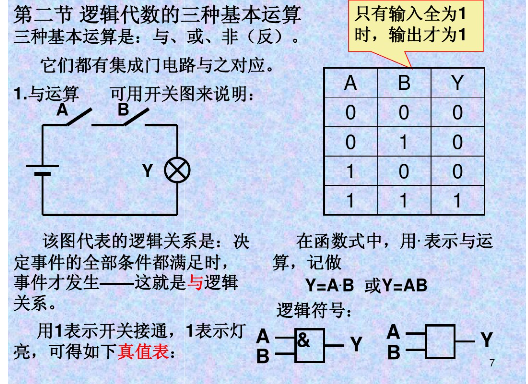 第二节 逻辑代数的三种基本运算
三种基本运算是：与、或、非（反）。
它们都有集成门电路与之对应。
1.与运算 可用开关图来说明：
A B
Y
只有输入全为1
时，输出才为1
A B Y
0 0 0
0 1 0
1 0 0
1 1 1
该图代表的逻辑关系是：决
定事件的全部条件都满足时，
事件才发生——这就是与逻辑
关系。
用1表示开关接通，1表示灯
亮，可得如下真值表：
在函数式中，用·表示与运
算，记做
Y=A·B 或Y=AB
逻辑符号：
A
B
&
Y
A
B
Y
7